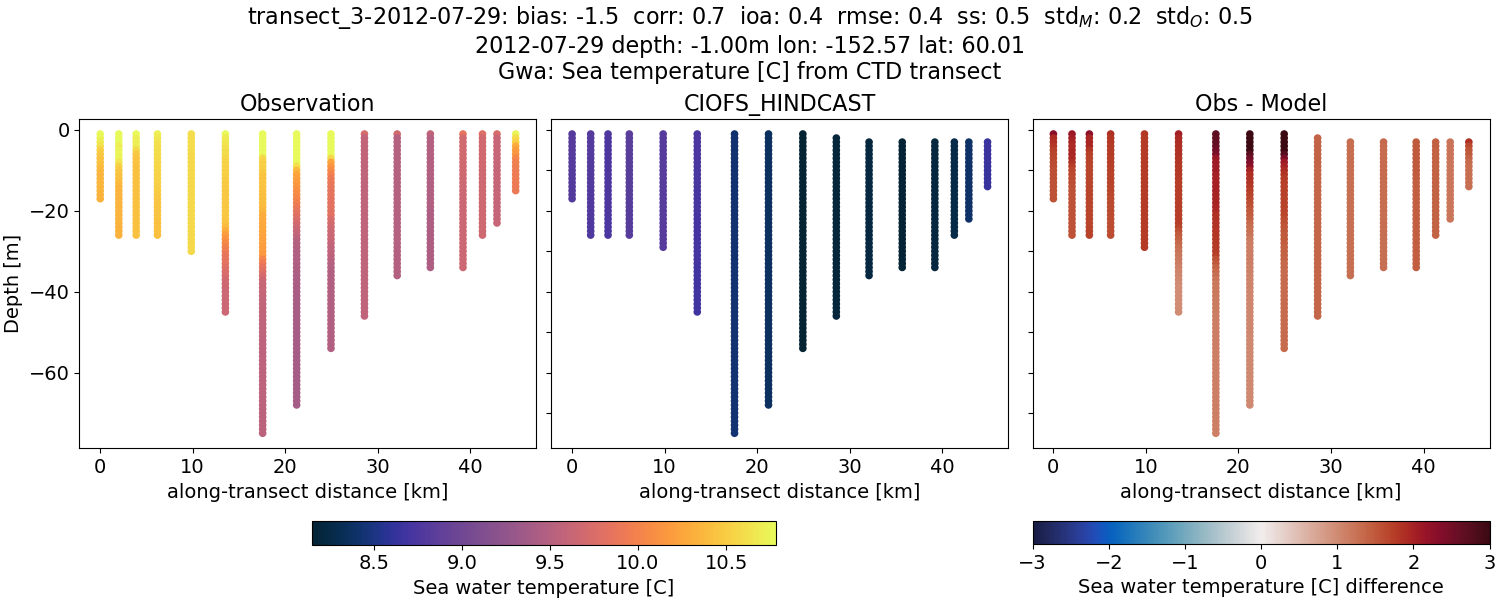 transect_3-2012-07-29: bias: -1.5 corr: 0.7 ioa: 0.4 rmse: 0.4 ss: 0.5 std_M: 0.2 std_O: 0.5
2012-07-29 depth: -1.00m lon: -152.57 lat: 60.01
Gwa: Sea temperature [C] from CTD transect
Observation
CIOFS_HINDCAST
Obs - Model
Depth [m]
0
−20
−40
−60
0 10 20 30 40
0 10 20 30 40
0 10 20 30 40
along-transect distance [km]
along-transect distance [km]
along-transect distance [km]
8.5 9.0 9.5 10.0 10.5
Sea water temperature [C]
−3 −2 −1 0 1 2 3
Sea water temperature [C] difference